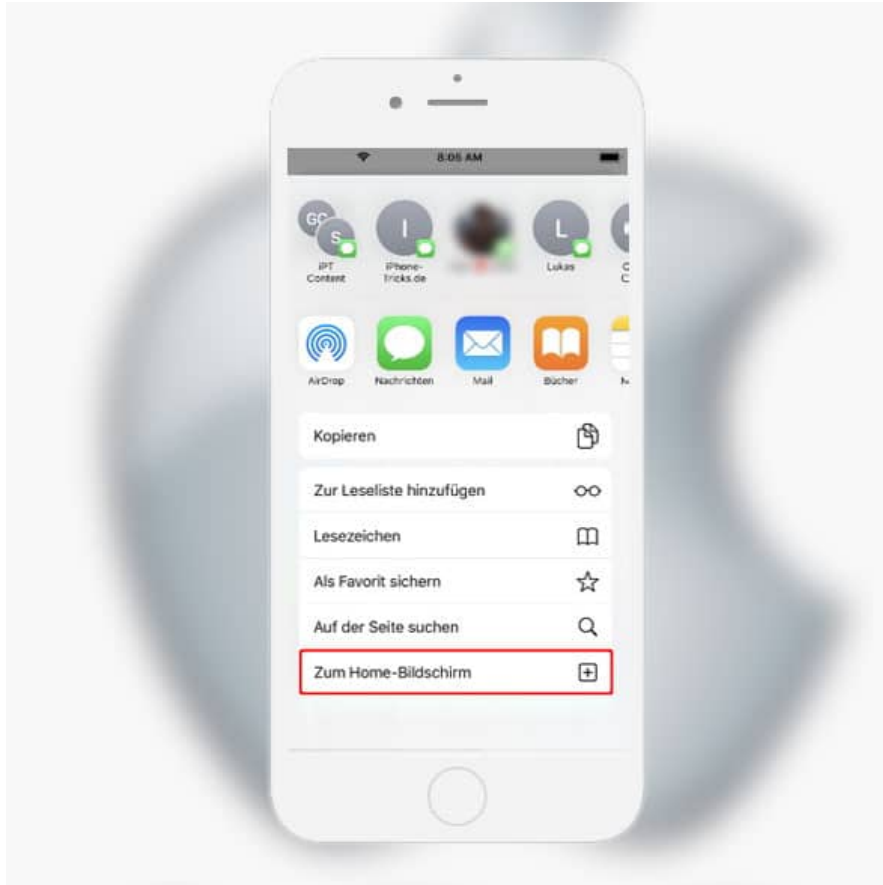 8:05 AM
GC
S
I
L
iPT
Content
iPhone-
Tricks.de
Lukas
C
C
AirDrop
Nachrichten
Mail
Bücher
Kopieren
Zur Leseliste hinzufügen
Lesezeichen
Als Favorit sichern
Auf der Seite suchen
Zum Home-Bildschirm